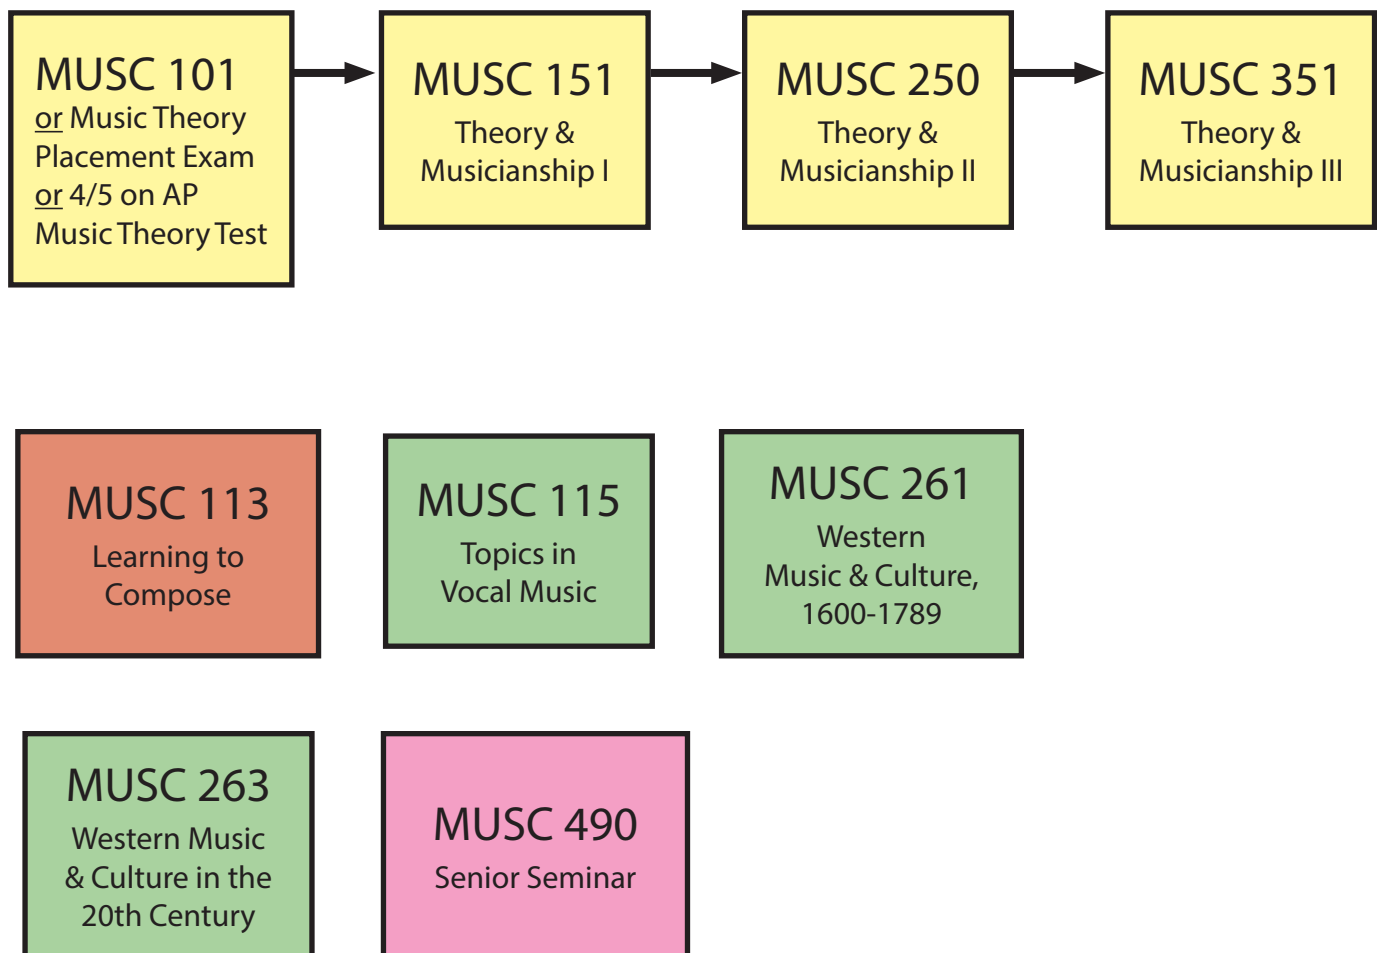 MUSC 101
or Music Theory
Placement Exam
or 4/5 on AP
Music Theory Test
MUSC 151
Theory &
Musicianship I
MUSC 250
Theory &
Musicianship II
MUSC 351
Theory &
Musicianship III
MUSC 113
Learning to
Compose
MUSC 115
Topics in
Vocal Music
MUSC 261
Western
Music & Culture,
1600-1789
MUSC 263
Western Music
& Culture in the
20th Century
MUSC 490
Senior Seminar